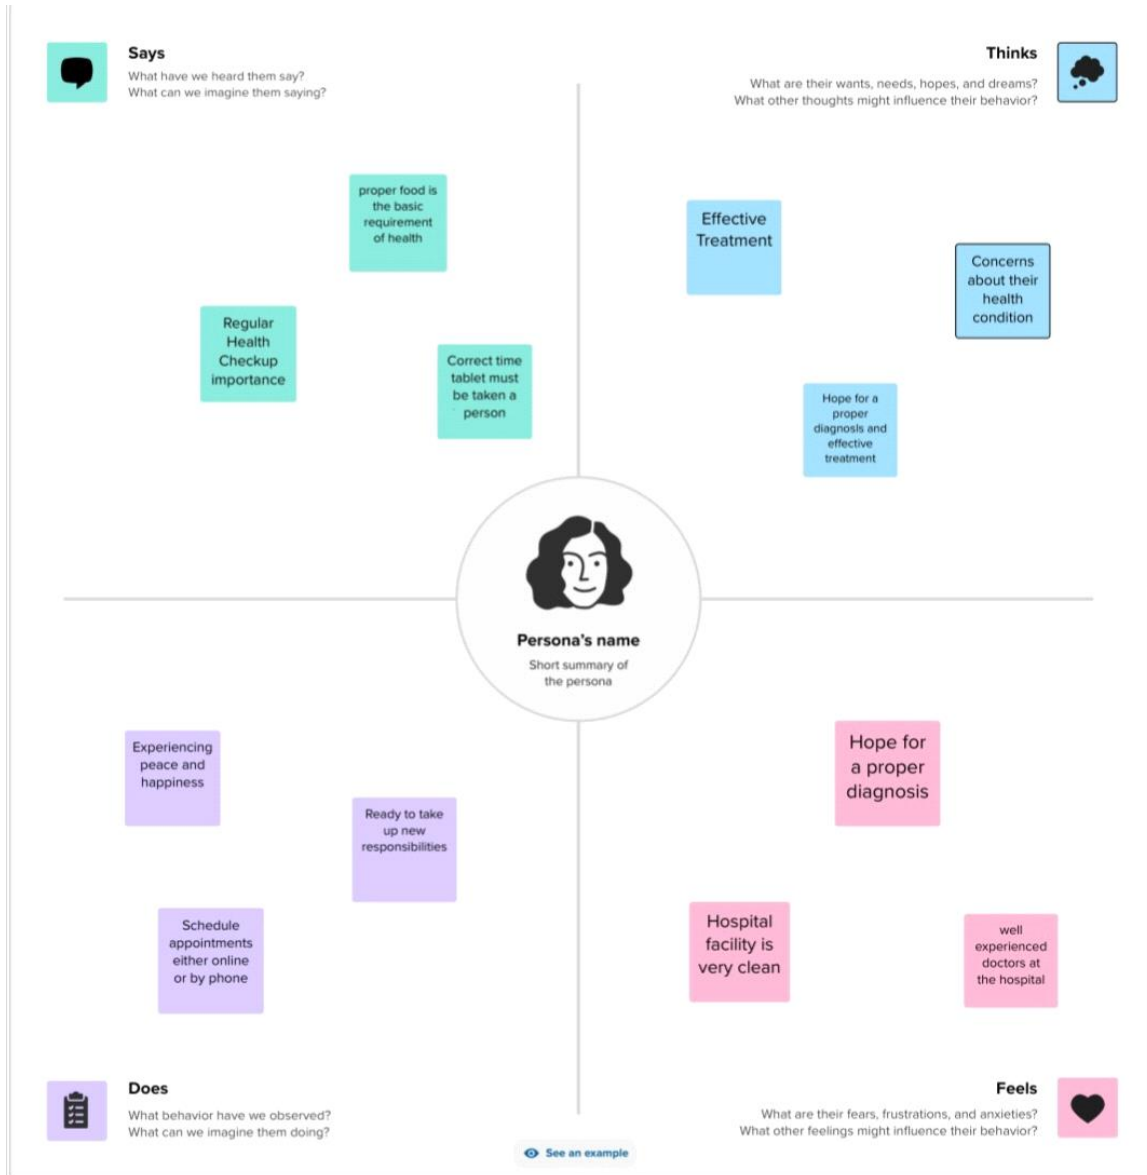 Says
What have we heard them say?
What can we imagine them saying?
Thinks
What are their wants, needs, hopes, and dreams?
What other thoughts might influence their behavior?
proper food is
the basic
requirement
of health
Regular
Health
Checkup
importance
Correct time
tablet must
be taken a
person
Effective
Treatment
Concerns
about their
health
condition
Hope for a
proper
diagnosis and
effective
treatment
Persona's name
Short summary of
the persona
Experiencing
peace and
happiness
Ready to take
up new
responsibilities
Schedule
appointments
either online
or by phone
Hope for
a proper
diagnosis
Hospital
facility is
very clean
well
experienced
doctors at
the hospital
Does
What behavior have we observed?
What can we imagine them doing?
Feels
What are their fears, frustrations, and anxieties?
What other feelings might influence their behavior?
See an example